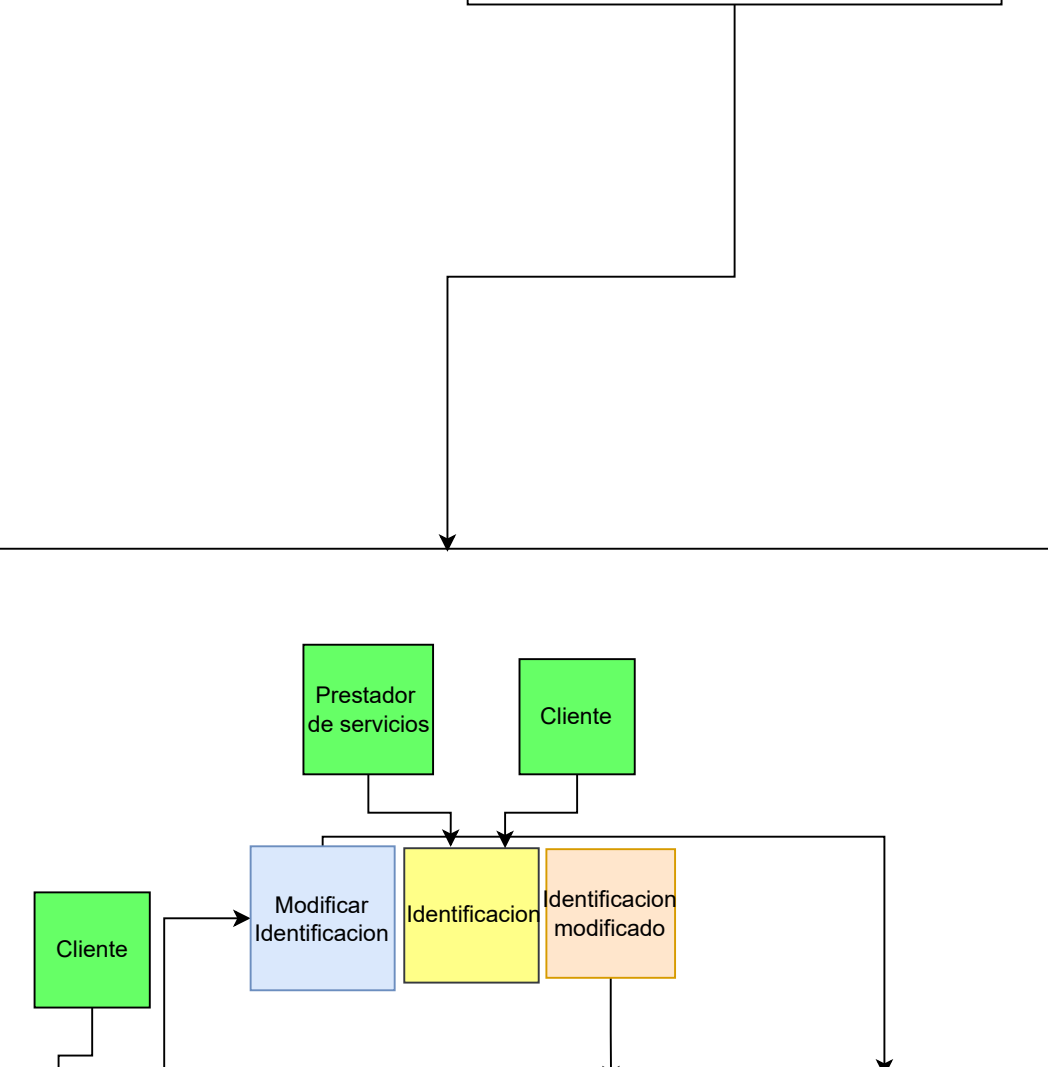 Prestador
de servicios
Cliente
Modificar
Identificacion
Identificacion
Identificacion
modificado
Cliente